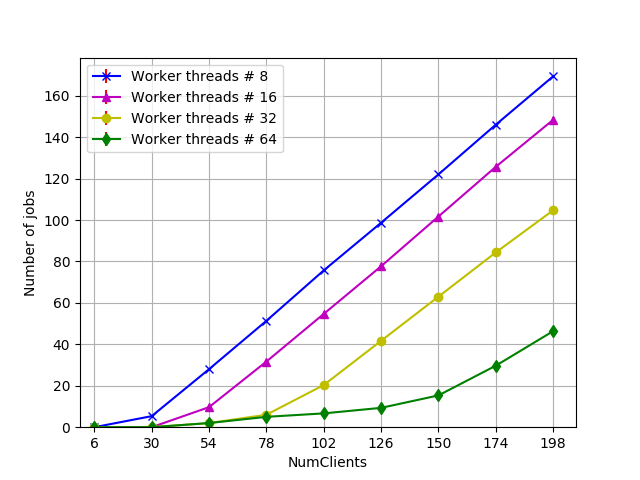 Worker threads # 8
Worker threads # 16
Worker threads # 32
Worker threads # 64
Number of jobs
160
140
120
100
80
60
40
20
0
6 30 54 78 102 126 150 174 198
NumClients